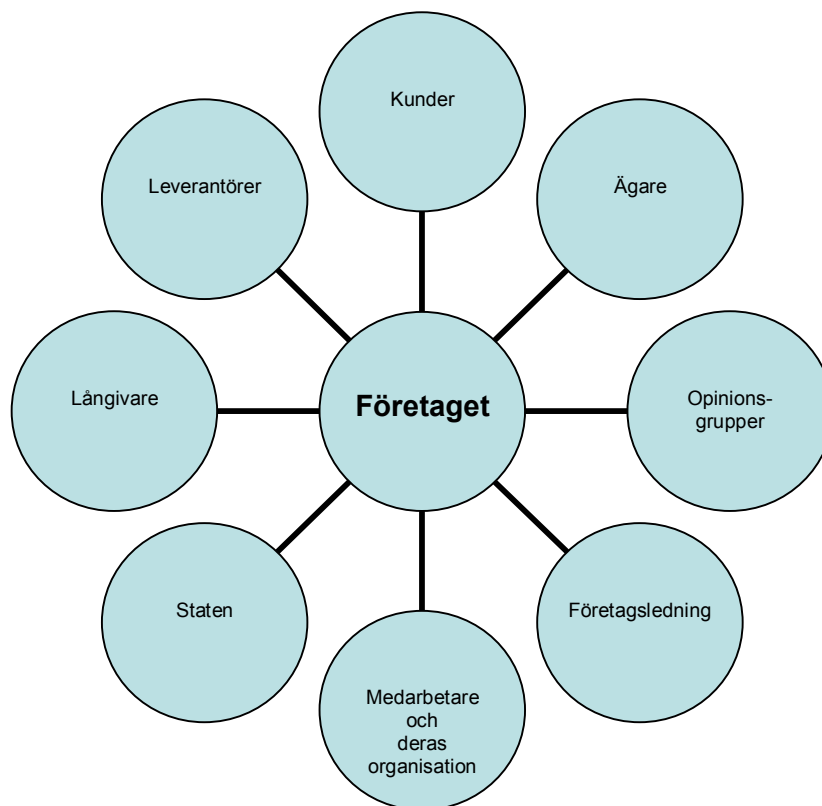 Kunder
Leverantörer
Ägare
Långivare
Företaget
Opinions-
grupper
Staten
Företagsledning
Medarbetare
och
deras
organisation